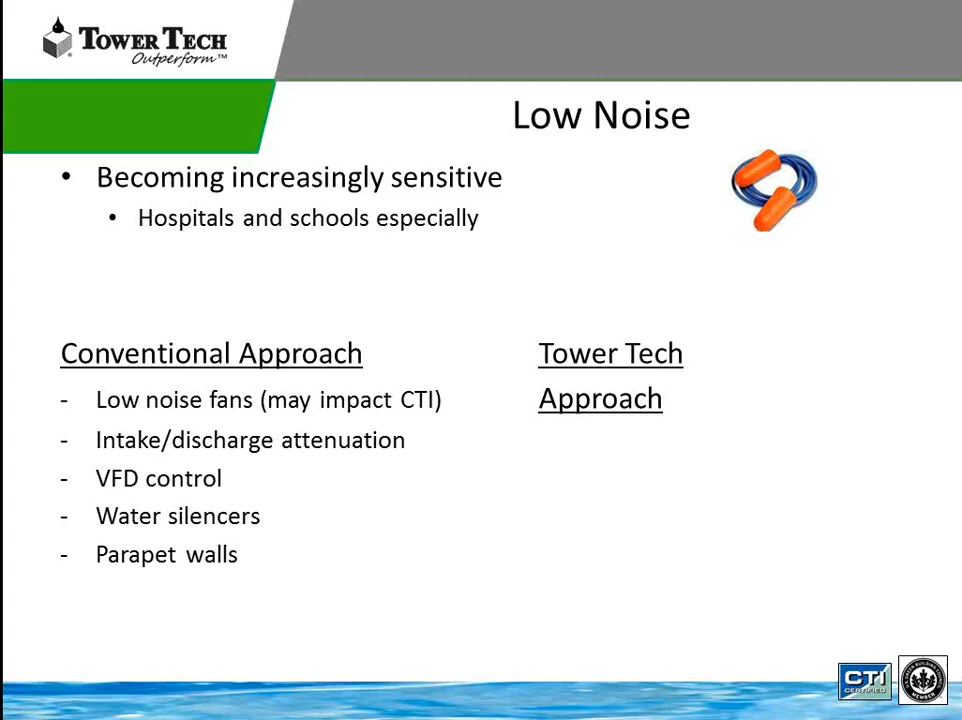 TOWER TECH
Outperform™
Low Noise
• Becoming increasingly sensitive
• Hospitals and schools especially
Conventional Approach
- Low noise fans (may impact CTI)
- Intake/discharge attenuation
- VFD control
- Water silencers
- Parapet walls
Tower Tech
Approach
CTI
CERTIFIED
MEMBER